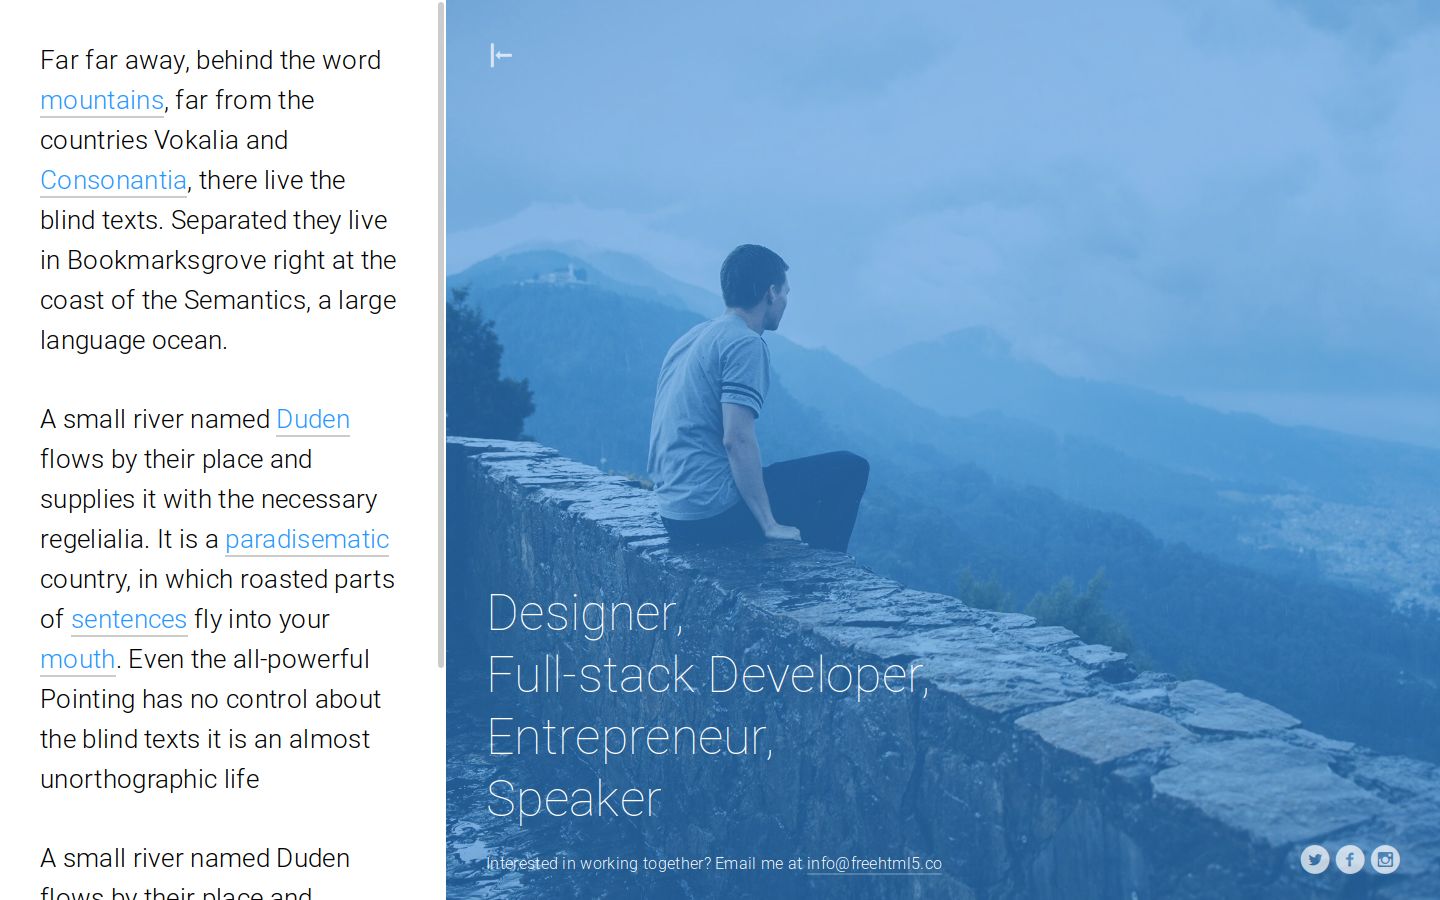 Far far away, behind the word
mountains, far from the
countries Vokalia and
Consonantia, there live the
blind texts. Separated they live
in Bookmarksgrove right at the
coast of the Semantics, a large
language ocean.
A small river named Duden
flows by their place and
supplies it with the necessary
regelialia. It is a paradisematic
country, in which roasted parts
of sentences fly into your
mouth. Even the all-powerful
Pointing has no control about
the blind texts it is an almost
unorthographic life
A small river named Duden
flows by their place and
Designer,
Full-stack Developer,
Entrepreneur,
Speaker
Interested in working together? Email me at info@freehtml5.co